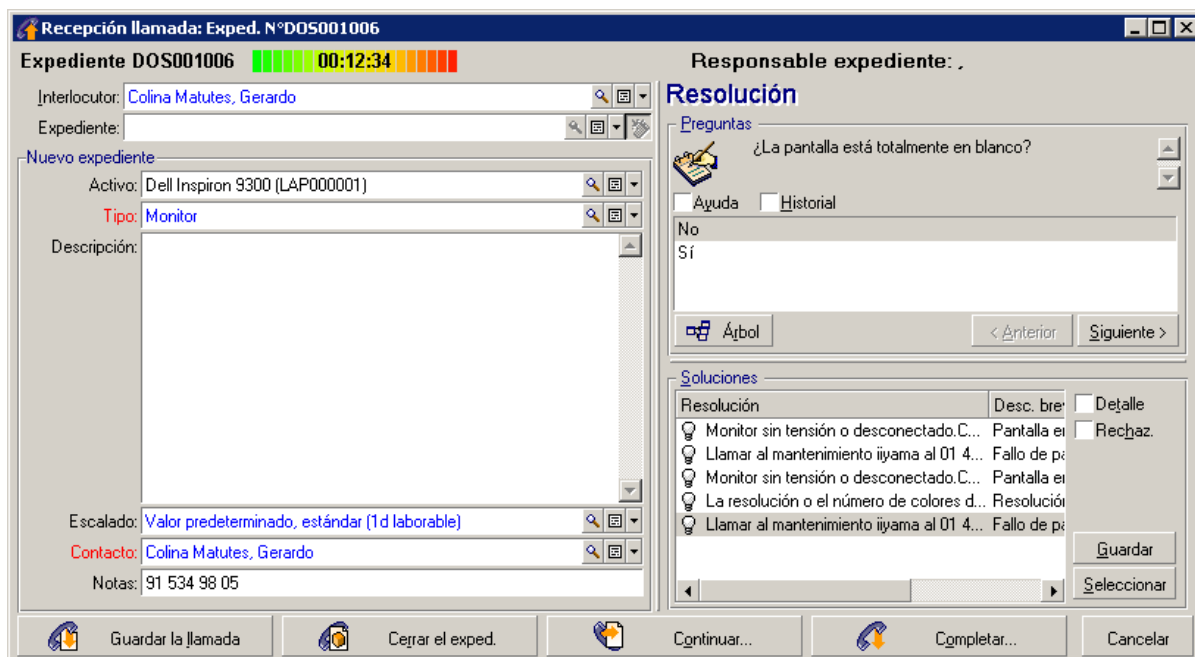 Recepción llamada: Exped. N°DOS001006
Expediente DOS001006 00:12:34 Responsable expediente: ,
Interlocutor: Colina Matutes, Gerardo
Expediente:
Nuevo expediente
Activo: Dell Inspiron 9300 (LAP000001)
Tipo: Monitor
Descripción:
Escalado: Valor predeterminado, estándar (1d laborable)
Contacto: Colina Matutes, Gerardo
Notas: 91 534 98 05
Resolución
Preguntas
¿La pantalla está totalmente en blanco?
Ayuda Historial
No
Sí
Árbol < Anterior Siguiente >
Soluciones
Resolución Desc. bre Detalle
Monitor sin tensión o desconectado.C... Pantalla e Rechaz.
Llamar al mantenimiento iiyama al 01 4... Fallo de pa
Monitor sin tensión o desconectado.C... Pantalla e
La resolución o el número de colores d... Resolució
Llamar al mantenimiento iiyama al 01 4... Fallo de pa
Guardar
Seleccionar
Guardar la llamada Cerrar el exped. Continuar... Completar... Cancelar